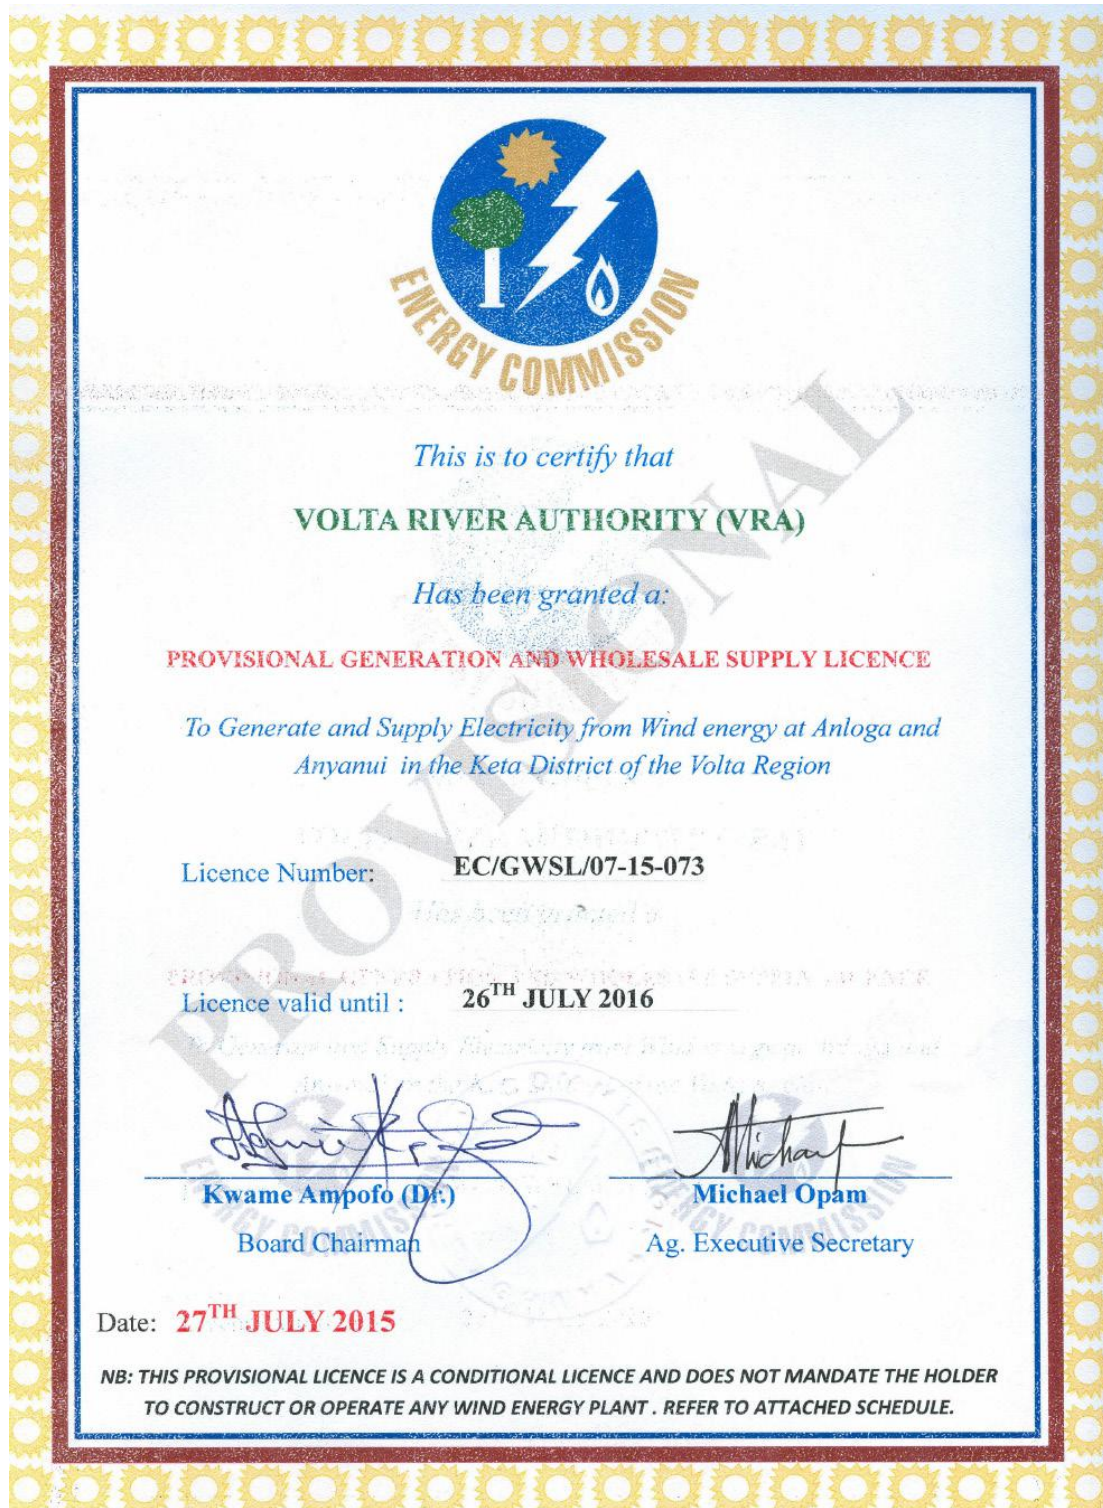 ENERGY COMMISSION
This is to certify that
VOLTA RIVER AUTHORITY (VRA)
Has been granted a:
PROVISIONAL GENERATION AND WHOLESALE SUPPLY LICENCE
To Generate and Supply Electricity from Wind energy at Anloga and
Anyanui in the Keta District of the Volta Region
PROVISIONAL
Licence Number: EC/GWSL/07-15-073
Licence valid until : 26TH JULY 2016
Kwame Ampofo (Dr.) Michael Opam
Board Chairman Ag. Executive Secretary
Date: 27TH JULY 2015
NB: THIS PROVISIONAL LICENCE IS A CONDITIONAL LICENCE AND DOES NOT MANDATE THE HOLDER
TO CONSTRUCT OR OPERATE ANY WIND ENERGY PLANT . REFER TO ATTACHED SCHEDULE.